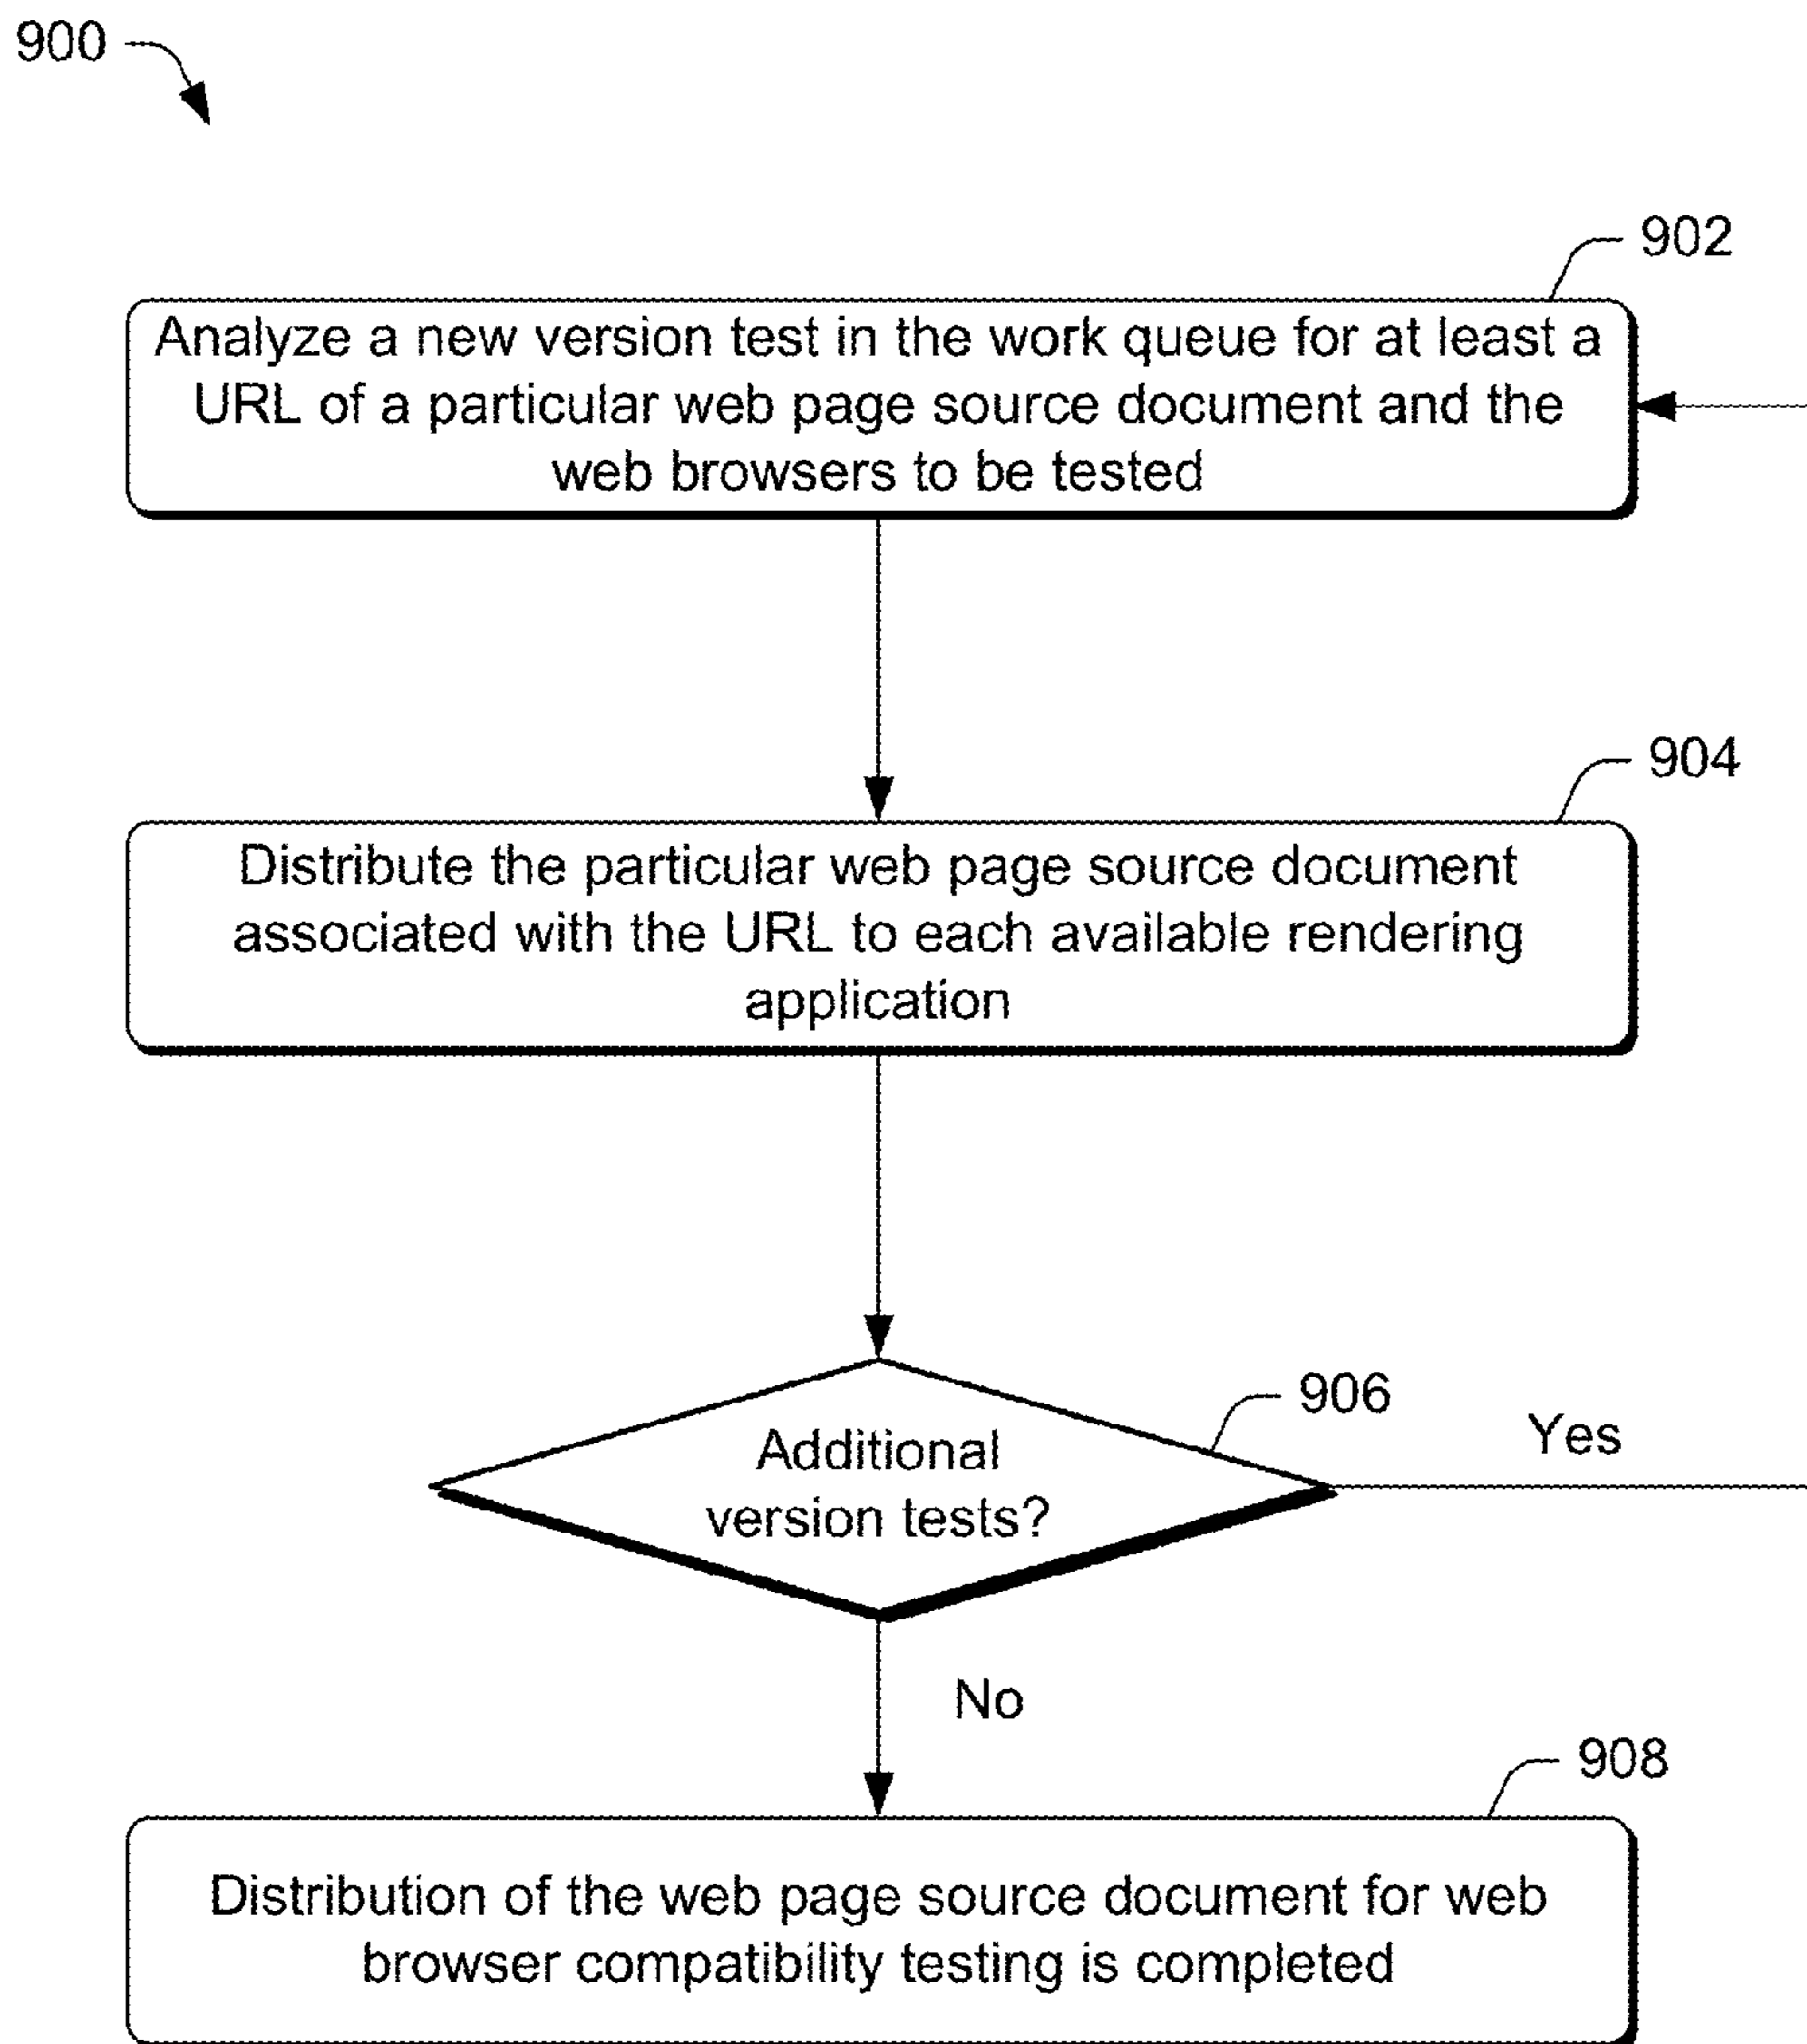 900
902
Analyze a new version test in the work queue for at least a
URL of a particular web page source document and the
web browsers to be tested
904
Distribute the particular web page source document
associated with the URL to each available rendering
application
906
Yes
Additional
version tests?
No
908
Distribution of the web page source document for web
browser compatibility testing is completed